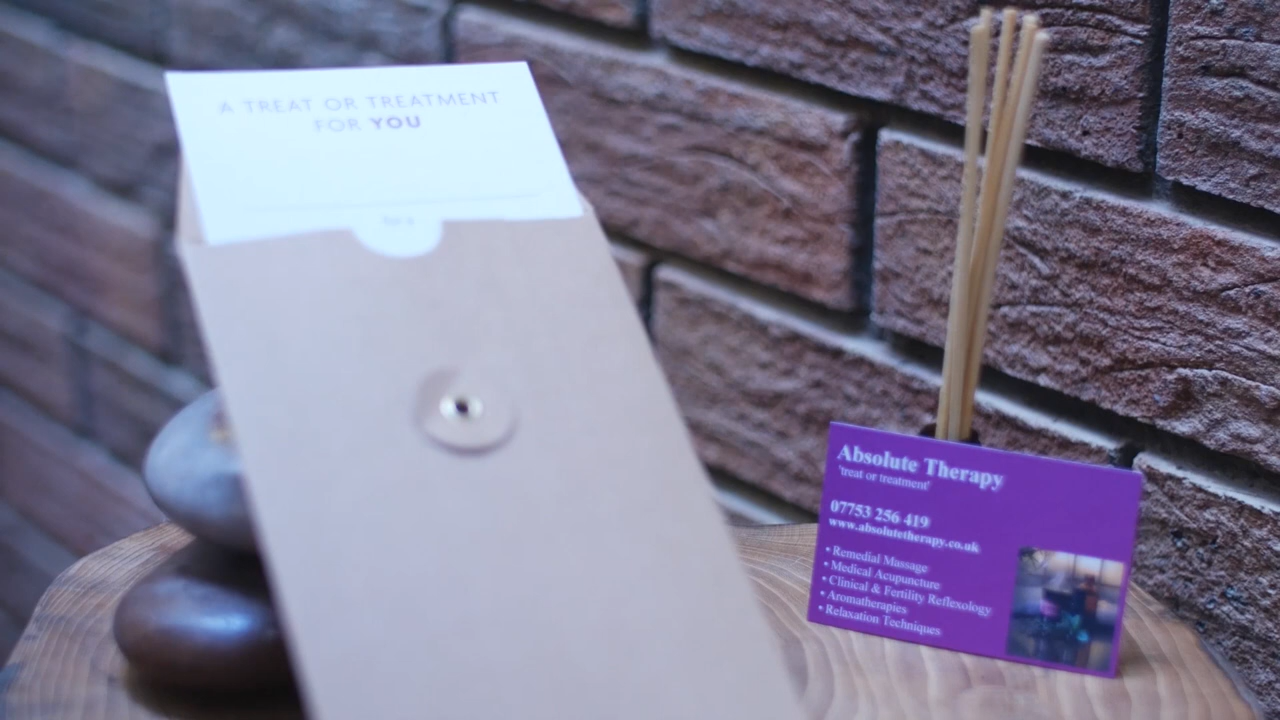 A TREAT OR TREATMENT
FOR YOU
Absolute Therapy
'treat or treatment'
07753 256 419
www.absolutetherapy.co.uk
• Remedial Massage
• Medical Acupuncture
• Clinical & Fertility Reflexology
• Aromatherapies
• Relaxation Techniques